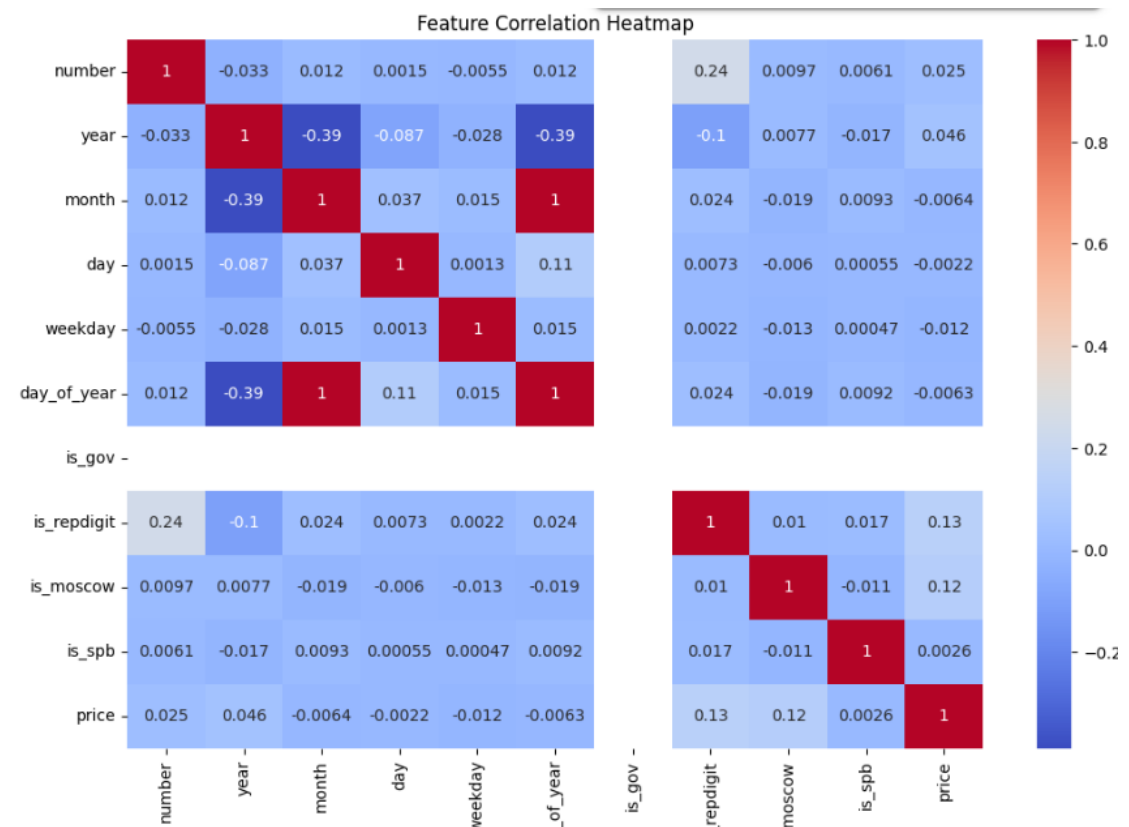 Feature Correlation Heatmap
number 1 -0.033 0.012 0.0015 -0.0055 0.012 0.24 0.0097 0.0061 0.025
year -0.033 1 -0.39 -0.087 -0.028 -0.39 -0.1 0.0077 -0.017 0.046
month 0.012 -0.39 1 0.037 0.015 1 0.024 -0.019 0.0093 -0.0064
day 0.0015 -0.087 0.037 1 0.0013 0.11 0.0073 -0.006 0.00055 -0.0022
weekday -0.0055 -0.028 0.015 0.0013 1 0.015 0.0022 -0.013 0.00047 -0.012
day_of_year 0.012 -0.39 1 0.11 0.015 1 0.024 -0.019 0.0092 -0.0063
is_gov
is_repdigit 0.24 -0.1 0.024 0.0073 0.0022 0.024 1 0.01 0.017 0.13
is_moscow 0.0097 0.0077 -0.019 -0.006 -0.013 -0.019 0.01 1 -0.011 0.12
is_spb 0.0061 -0.017 0.0093 0.00055 0.00047 0.0092 0.017 -0.011 1 0.0026
price 0.025 0.046 -0.0064 -0.0022 -0.012 -0.0063 0.13 0.12 0.0026 1
number year month day weekday _of_year is_gov _repdigit moscow is_spb price
1.0
0.8
0.6
0.4
0.2
0.0
−0.2